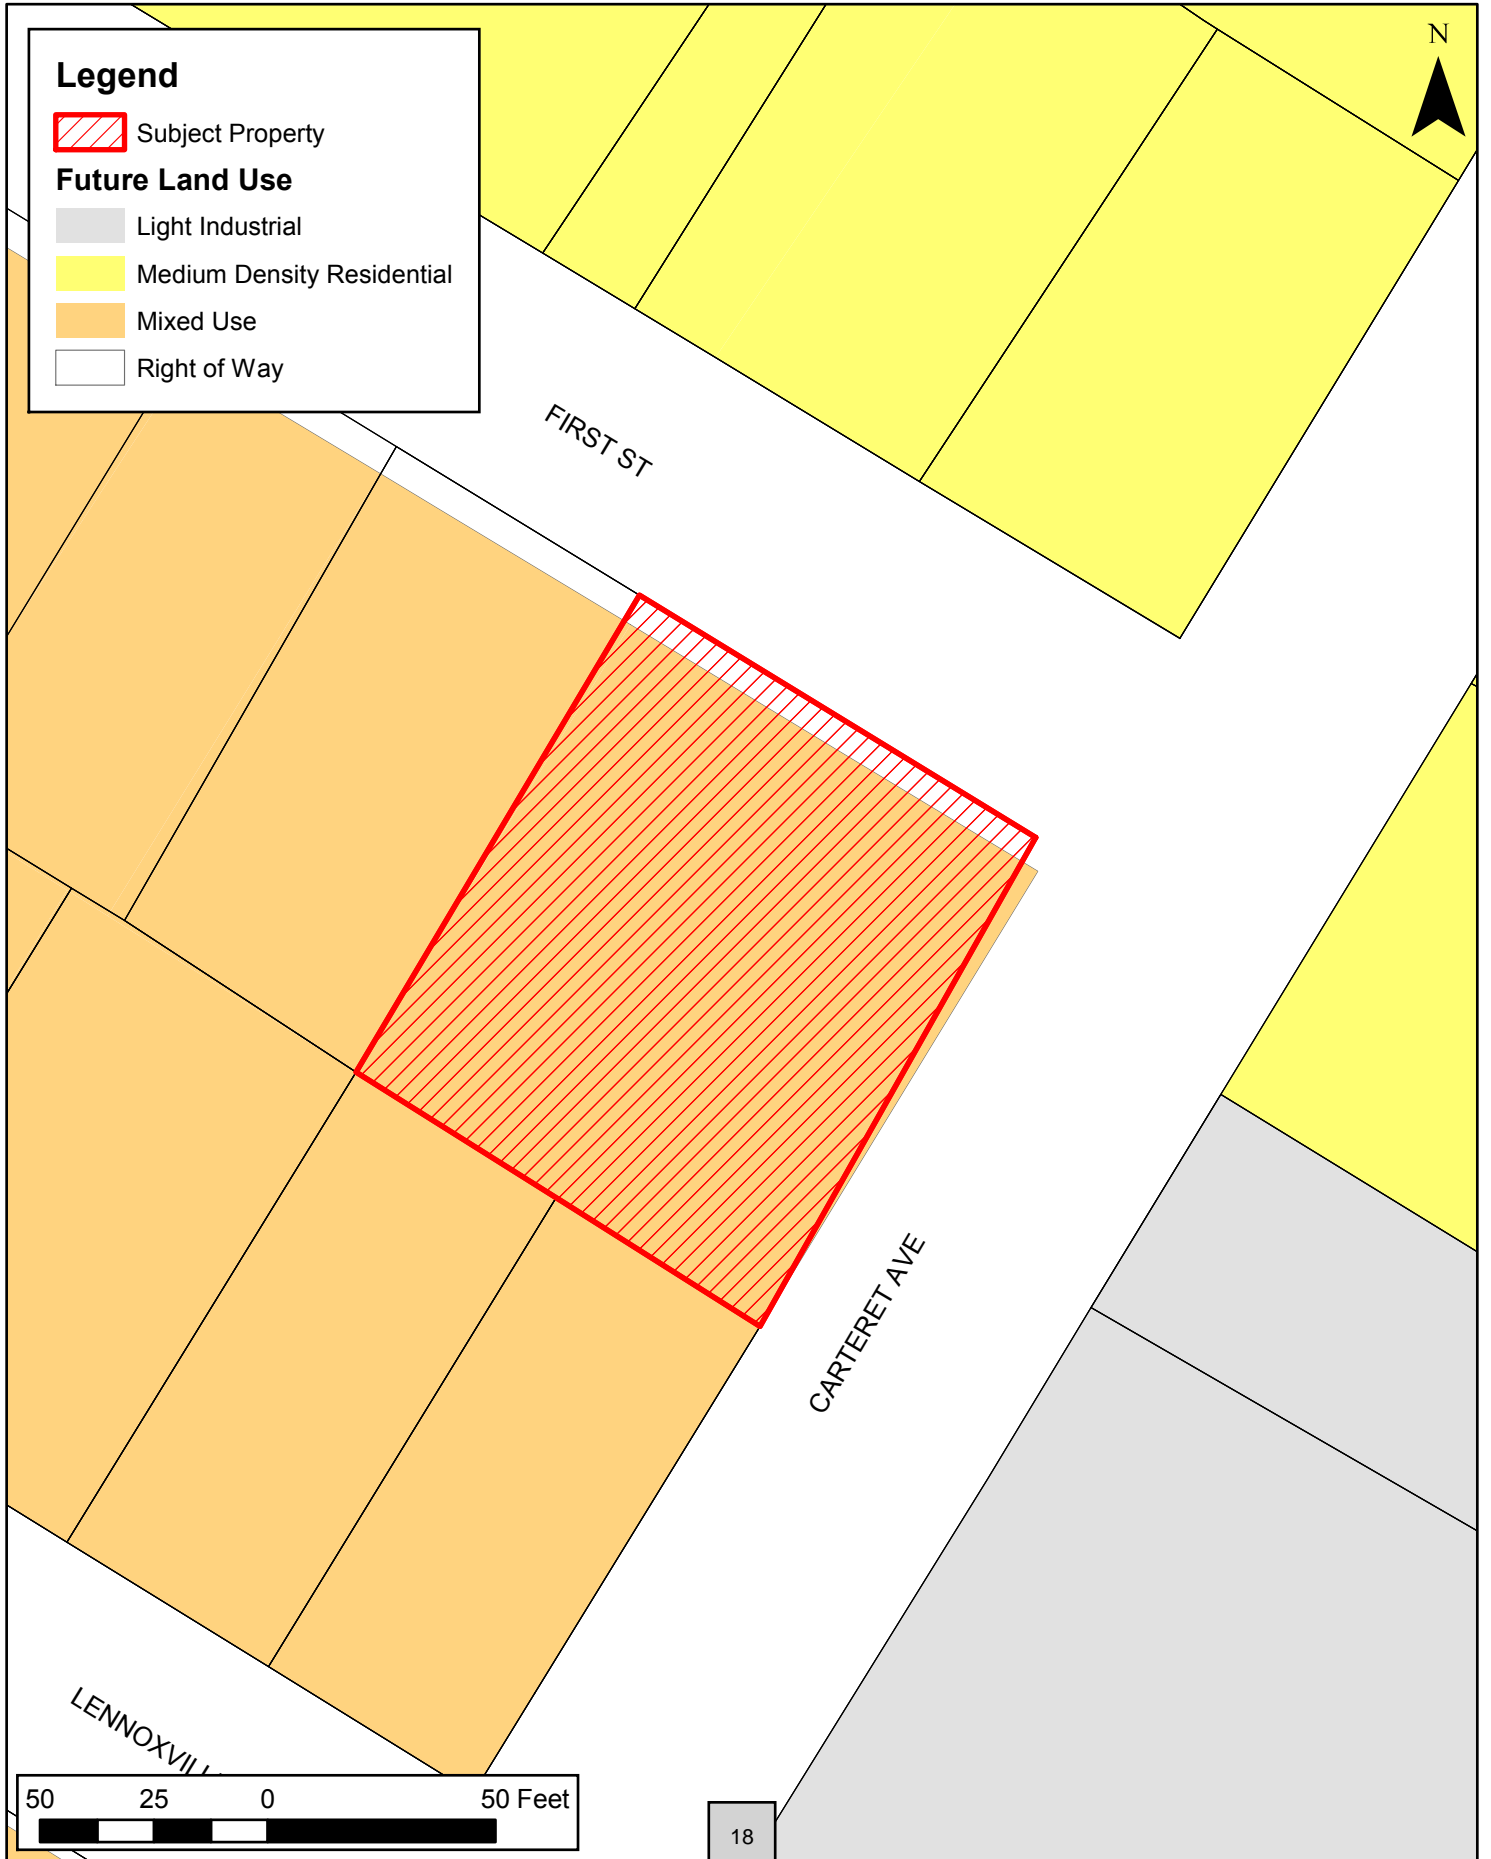 N
Legend
Subject Property
Future Land Use
Light Industrial
Medium Density Residential
Mixed Use
Right of Way
FIRST ST
CARTERET AVE
50 25 0 50 Feet
18